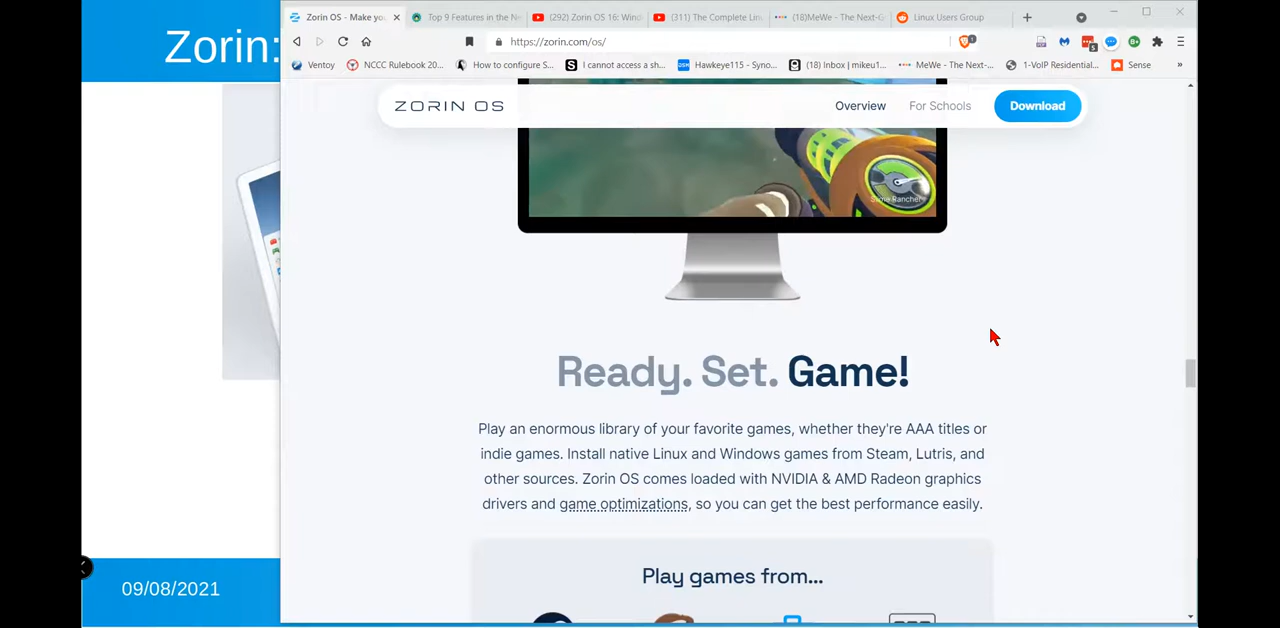 Zorin:
Zorin OS - Make you
Top 9 Features in the Ne
(292) Zorin OS 16: Wind
(311) The Complete Lin
(18)MeWe - The Next-G
Linux Users Group
https://zorin.com/os/
Ventoy
NCCC Rulebook 20...
How to configure S...
I cannot access a sh...
Hawkeye115 - Syno...
(18) Inbox | mikeu1...
MeWe - The Next-...
1-VoIP Residential...
Sense
»
ZORIN OS
Overview
For Schools
Download
Slime Rancher
Ready. Set. Game!
Play an enormous library of your favorite games, whether they're AAA titles or
indie games. Install native Linux and Windows games from Steam, Lutris, and
other sources. Zorin OS comes loaded with NVIDIA & AMD Radeon graphics
drivers and game optimizations, so you can get the best performance easily.
Play games from...
09/08/2021